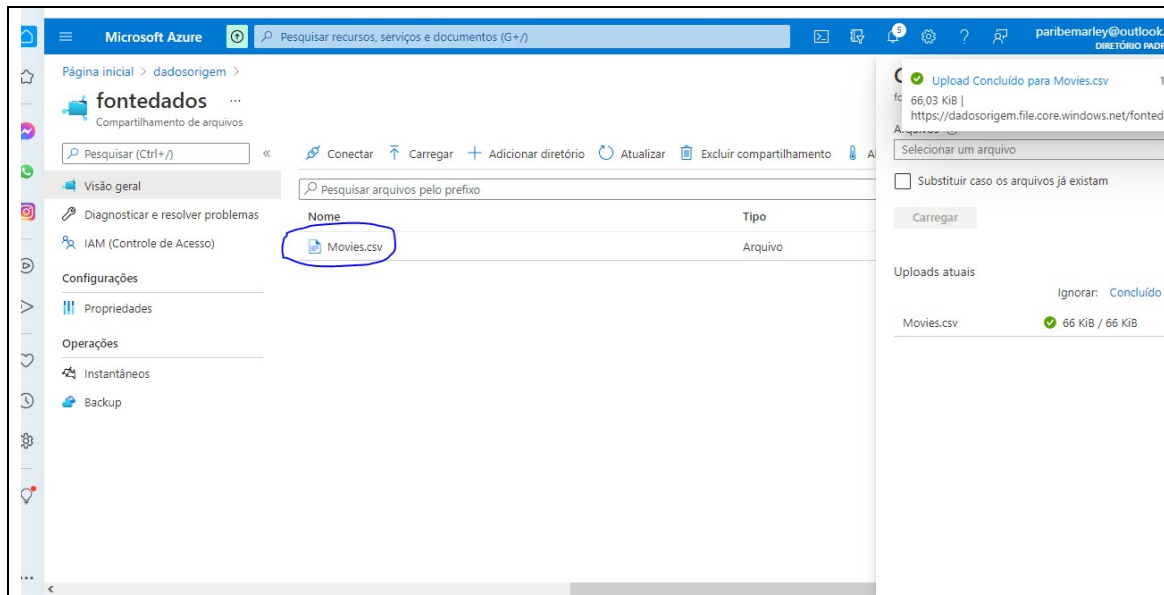 Microsoft Azure
Pesquisar recursos, serviços e documentos (G+/)
5
paribemarley@outlook.
DIRETÓRIO PADR
Página inicial > dadosorigem >
fontedados ...
Compartilhamento de arquivos
Pesquisar (Ctrl+/)
«
Visão geral
Diagnosticar e resolver problemas
IAM (Controle de Acesso)
Configurações
Propriedades
Operações
Instantâneos
Backup
Conectar Carregar Adicionar diretório Atualizar Excluir compartilhamento
Pesquisar arquivos pelo prefixo
Nome Tipo
Movies.csv Arquivo
Upload Concluído para Movies.csv 1
66,03 KiB |
https://dadosorigem.file.core.windows.net/fonted
Selecionar um arquivo
Substituir caso os arquivos já existam
Carregar
Uploads atuais
Ignorar: Concluído
Movies.csv 66 KiB / 66 KiB